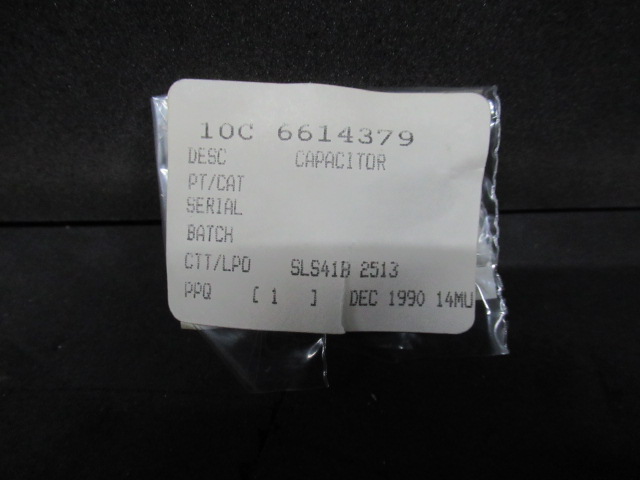 10C 6614379
DESC CAPACITOR
PT/CAT
SERIAL
BATCH
CTT/LPO SLS41B 2513
PPQ [ 1 ] DEC 1990 14MU